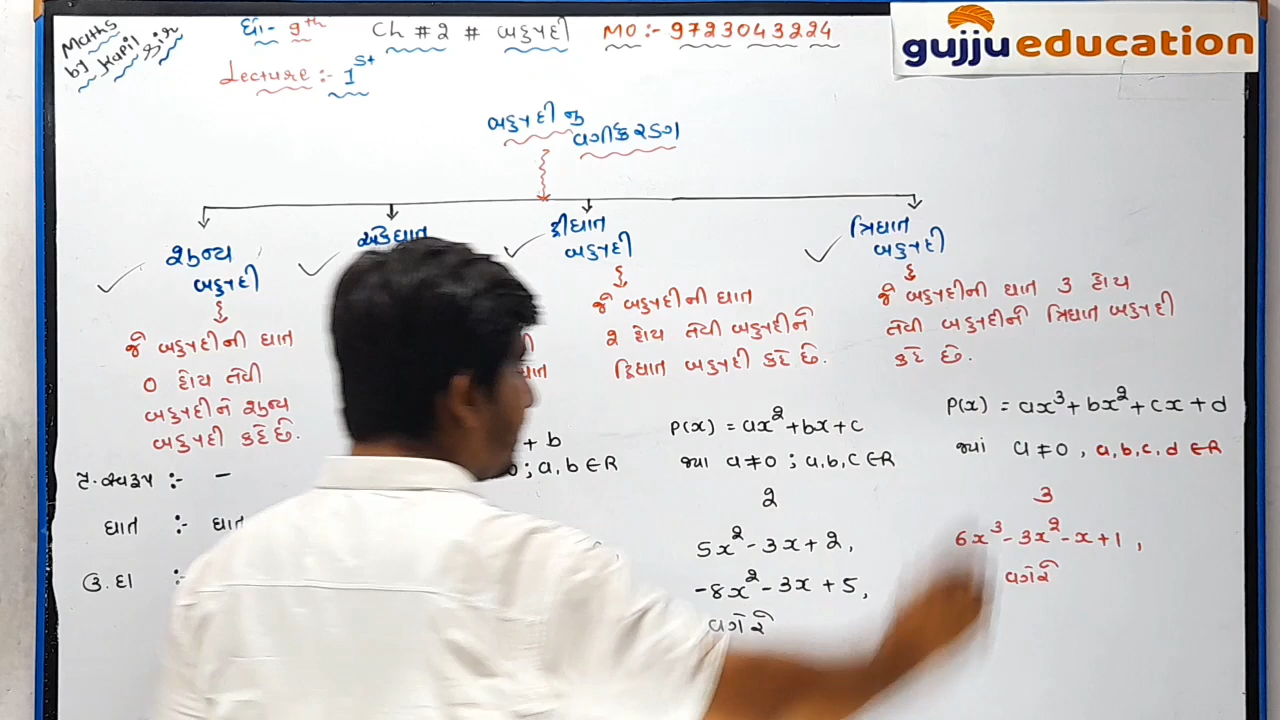 Maths
by Kapil Sir
ધો- 9th Ch # 2 # બહુપદી MO:- 9723043224
Lecture :- 1st
gujju education
બહુપદી નુ
વર્ગીકરણ
શુન્ય
બહુપદી
જે બહુપદીની ઘાત
0 હોય તેવી
બહુપદીને શુન્ય
બહુપદી કહે છે.
એકઘાત
+ b
; a, b ∈ R
દ્વીઘાત
બહુપદી
જે બહુપદીની ઘાત
2 હોય તેવી બહુપદીને
દ્વિઘાત બહુપદી કહે છે.
P(x) = ax²+bx+c
જ્યા a≠0 ; a,b,c ∈ R
2
5x²-3x+2,
-8x²-3x+5,
વગેરે
ત્રિઘાત
બહુપદી
જે બહુપદીની ઘાત 3 હોય
તેવી બહુપદીને ત્રિઘાત બહુપદી
કહે છે.
P(x) = ax³+bx²+cx+d
જ્યાં a≠0, a,b,c,d ∈ R
3
6x³-3x²-x+1,
વગેરે
પ્ર.સ્વરૂપ :- –
ઘાત :- ઘાત
ઉ.દા :-